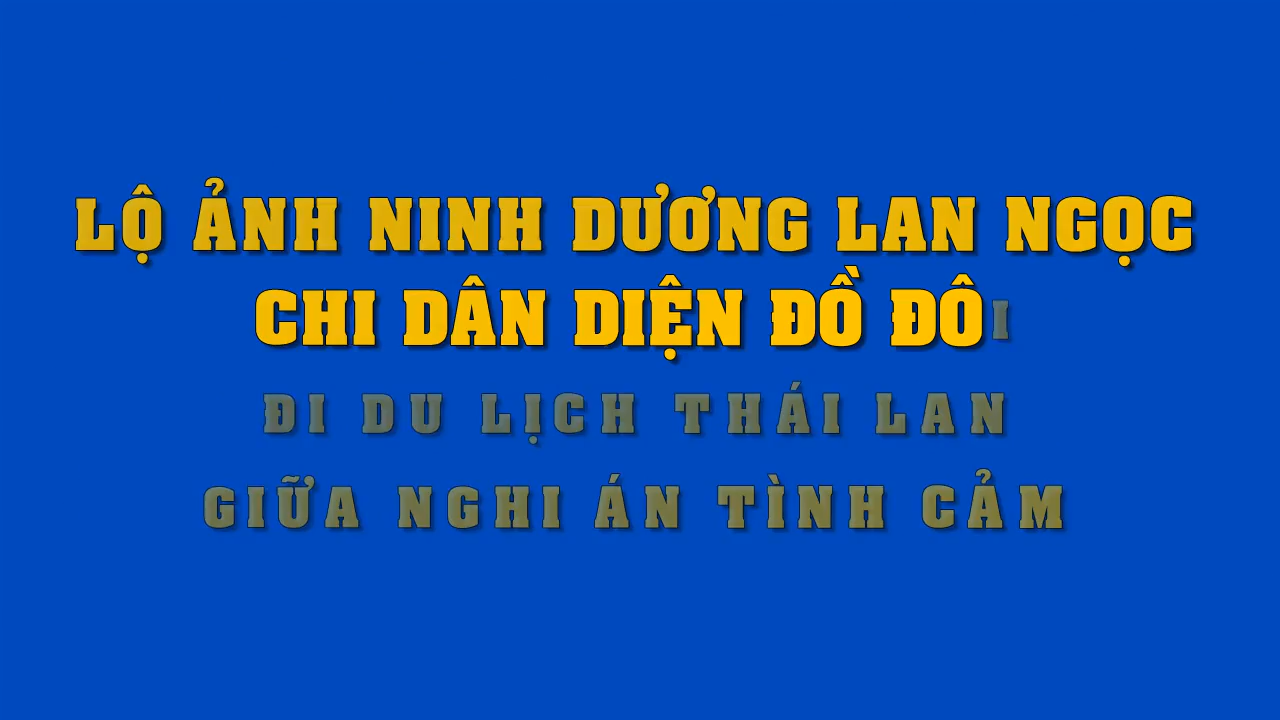 LỘ ẢNH NINH DƯƠNG LAN NGỌC
CHI DÂN DIỆN ĐỒ ĐÔI
ĐI DU LỊCH THÁI LAN
GIỮA NGHI ÁN TÌNH CẢM